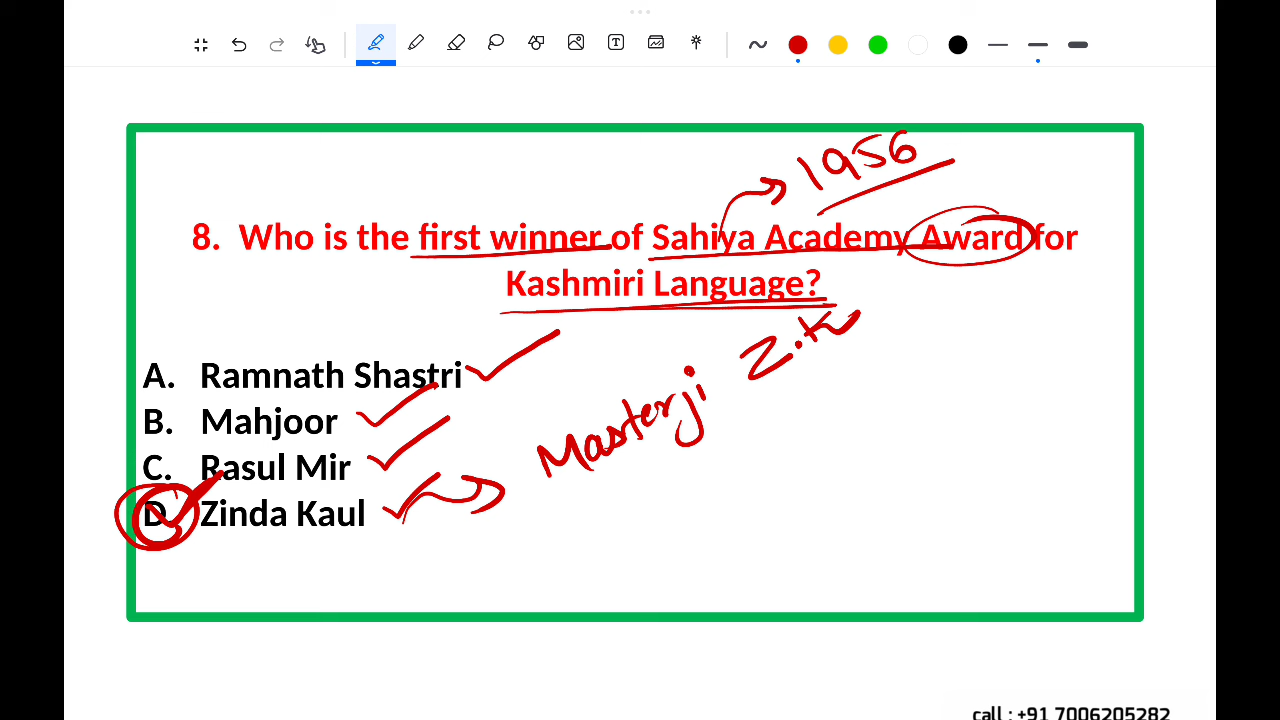 1956
8. Who is the first winner of Sahiya Academy Award for
Kashmiri Language?
A. Ramnath Shastri
B. Mahjoor
C. Rasul Mir
D. Zinda Kaul
Masterji Z.K
call : +91 7006205282